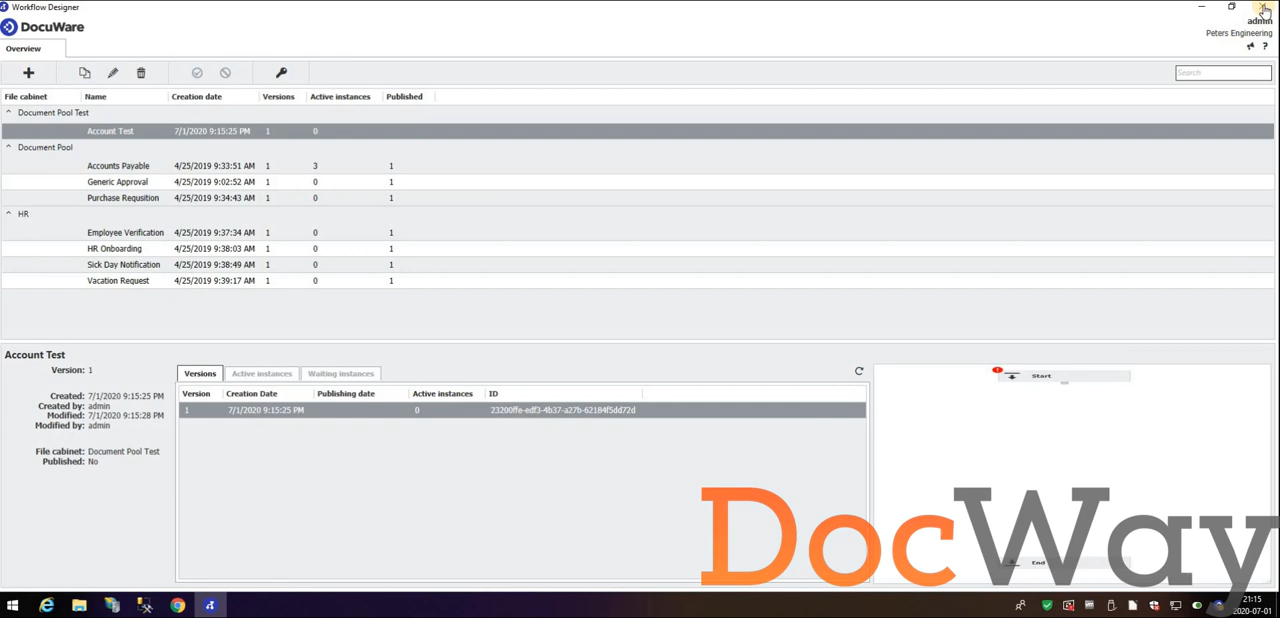 Workflow Designer
DocuWare
admin
Peters Engineering
Overview
?
Search
File cabinet Name Creation date Versions Active instances Published
Document Pool Test
Account Test 7/1/2020 9:15:25 PM 1 0
Document Pool
Accounts Payable 4/25/2019 9:33:51 AM 1 3 1
Generic Approval 4/25/2019 9:02:52 AM 1 0 1
Purchase Requsition 4/25/2019 9:34:43 AM 1 0 1
HR
Employee Verification 4/25/2019 9:37:34 AM 1 0 1
HR Onboarding 4/25/2019 9:38:03 AM 1 0 1
Sick Day Notification 4/25/2019 9:38:49 AM 1 0 1
Vacation Request 4/25/2019 9:39:17 AM 1 0 1
Account Test
Version: 1
Created: 7/1/2020 9:15:25 PM
Created by: admin
Modified: 7/1/2020 9:15:28 PM
Modified by: admin
File cabinet: Document Pool Test
Published: No
Versions Active instances Waiting instances
Version Creation Date Publishing date Active instances ID
1 7/1/2020 9:15:25 PM 0 23200ffe-edf3-4b37-a27b-62184f5dd72d
Start
End
DocWay
21:15
2020-07-01